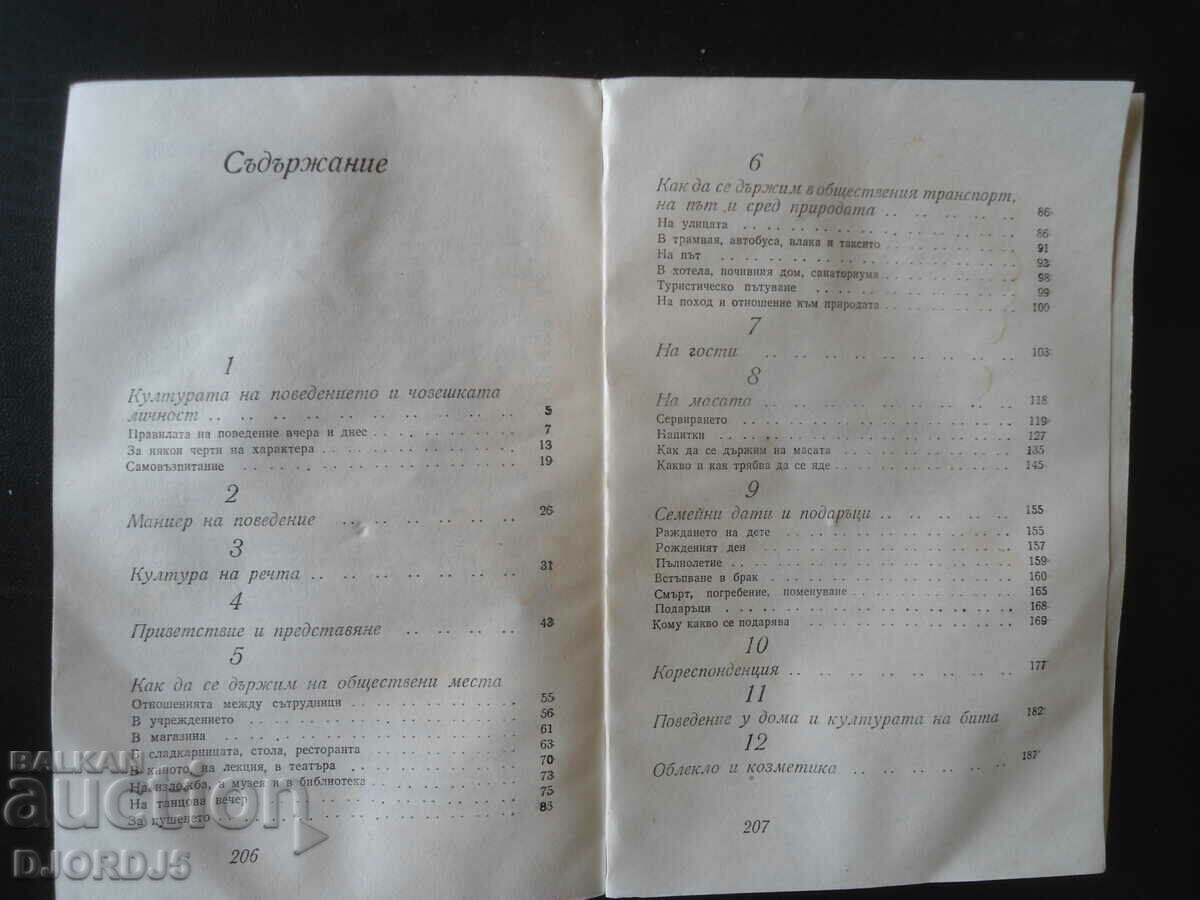 Съдържание
1
Културата на поведението и човешката
личност .. .. .. .. .. .. .. .. .. .. 5
Правилата на поведение вчера и днес . . . . . . . . 7
За някои черти на характера . . . . . . . . . . 13
Самовъзпитание . . . . . . . . . . . . . . 19
2
Маниер на поведение .. .. .. .. .. .. 26
3
Култура на речта .. .. .. .. .. .. .. 31
4
Приветствие и представяне .. .. .. .. 43
5
Как да се държим на обществени места
Отношенията между сътрудници . . . . . . . . 55
В учреждението . . . . . . . . . . . . 56
В магазина . . . . . . . . . . . . . . 61
В сладкарницата, стола, ресторанта . . . . . . . . 63
В киното, на лекция, в театъра . . . . . . . . 70
На изложба, а музея и в библиотека . . . . . . . . 73
На танцова вечер . . . . . . . . . . . . 75
За пушенето . . . . . . . . . . . . 85
206
6
Как да се държим в обществения транспорт,
на път и сред природата .. .. .. .. .. 86
На улицата . . . . . . . . . . . . . . 86
В трамвая, автобуса, влака и таксито . . . . . . . . 91
На път . . . . . . . . . . . . . . 93
В хотела, почивния дом, санаториума . . . . . . . . 98
Туристическо пътуване . . . . . . . . . . 99
На поход и отношение към природата . . . . . . . . 100
7
На гости .. .. .. .. .. .. .. .. 103
8
На масата .. .. .. .. .. .. .. .. 118
Сервирането . . . . . . . . . . . . 119
Напитки . . . . . . . . . . . . . . 127
Как да се държим на масата . . . . . . . . . . 135
Какво и как трябва да се яде . . . . . . . . . . 145
9
Семейни дати и подаръци .. .. .. .. .. 155
Раждането на дете . . . . . . . . . . . . 155
Рожденият ден . . . . . . . . . . . . 157
Пълнолетие . . . . . . . . . . . . 159
Встъпване в брак . . . . . . . . . . . . 160
Смърт, погребение, поменуване . . . . . . . . 165
Подаръци . . . . . . . . . . . . . . 168
Кому какво се подарява . . . . . . . . . . 169
10
Кореспонденция .. .. .. .. .. .. .. 177
11
Поведение у дома и културата на бита 182
12
Облекло и козметика .. .. .. .. .. 187
207
BALKAN
auction
DJORDJ5